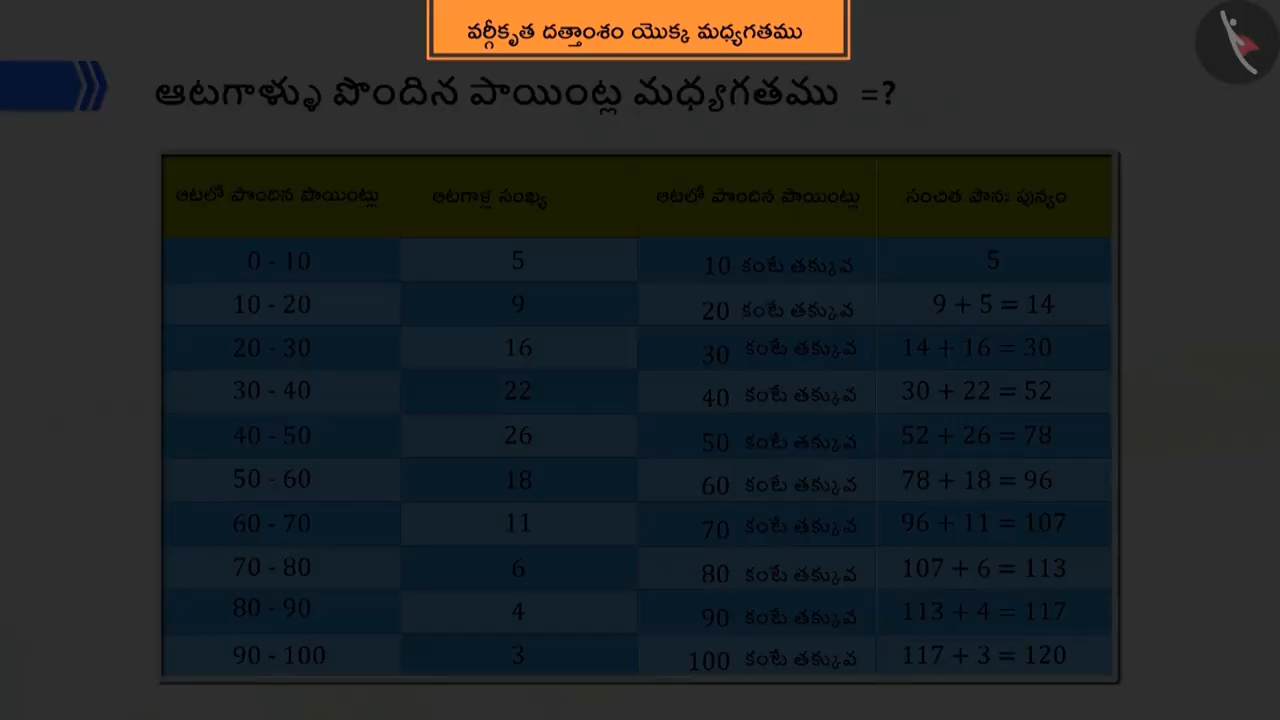 వర్గీకృత దత్తాంశం యొక్క మధ్యగతము
ఆటగాళ్ళు పొందిన పాయింట్ల మధ్యగతము =?
ఆటలో పొందిన పాయింట్లు ఆటగాళ్ల సంఖ్య ఆటలో పొందిన పాయింట్లు సంచిత పౌనః పున్యం
0 - 10 5 10 కంటే తక్కువ 5
10 - 20 9 20 కంటే తక్కువ 9 + 5 = 14
20 - 30 16 30 కంటే తక్కువ 14 + 16 = 30
30 - 40 22 40 కంటే తక్కువ 30 + 22 = 52
40 - 50 26 50 కంటే తక్కువ 52 + 26 = 78
50 - 60 18 60 కంటే తక్కువ 78 + 18 = 96
60 - 70 11 70 కంటే తక్కువ 96 + 11 = 107
70 - 80 6 80 కంటే తక్కువ 107 + 6 = 113
80 - 90 4 90 కంటే తక్కువ 113 + 4 = 117
90 - 100 3 100 కంటే తక్కువ 117 + 3 = 120